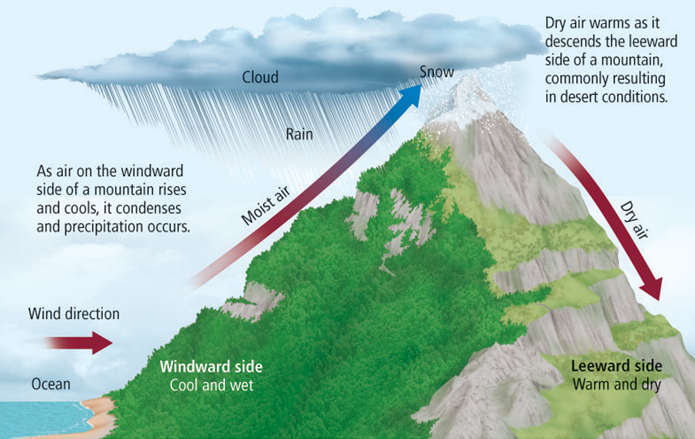 Dry air warms as it
descends the leeward
side of a mountain,
commonly resulting
in desert conditions.
Cloud
Snow
Rain
As air on the windward
side of a mountain rises
and cools, it condenses
and precipitation occurs.
Moist air
Dry air
Wind direction
Windward side
Cool and wet
Leeward side
Warm and dry
Ocean